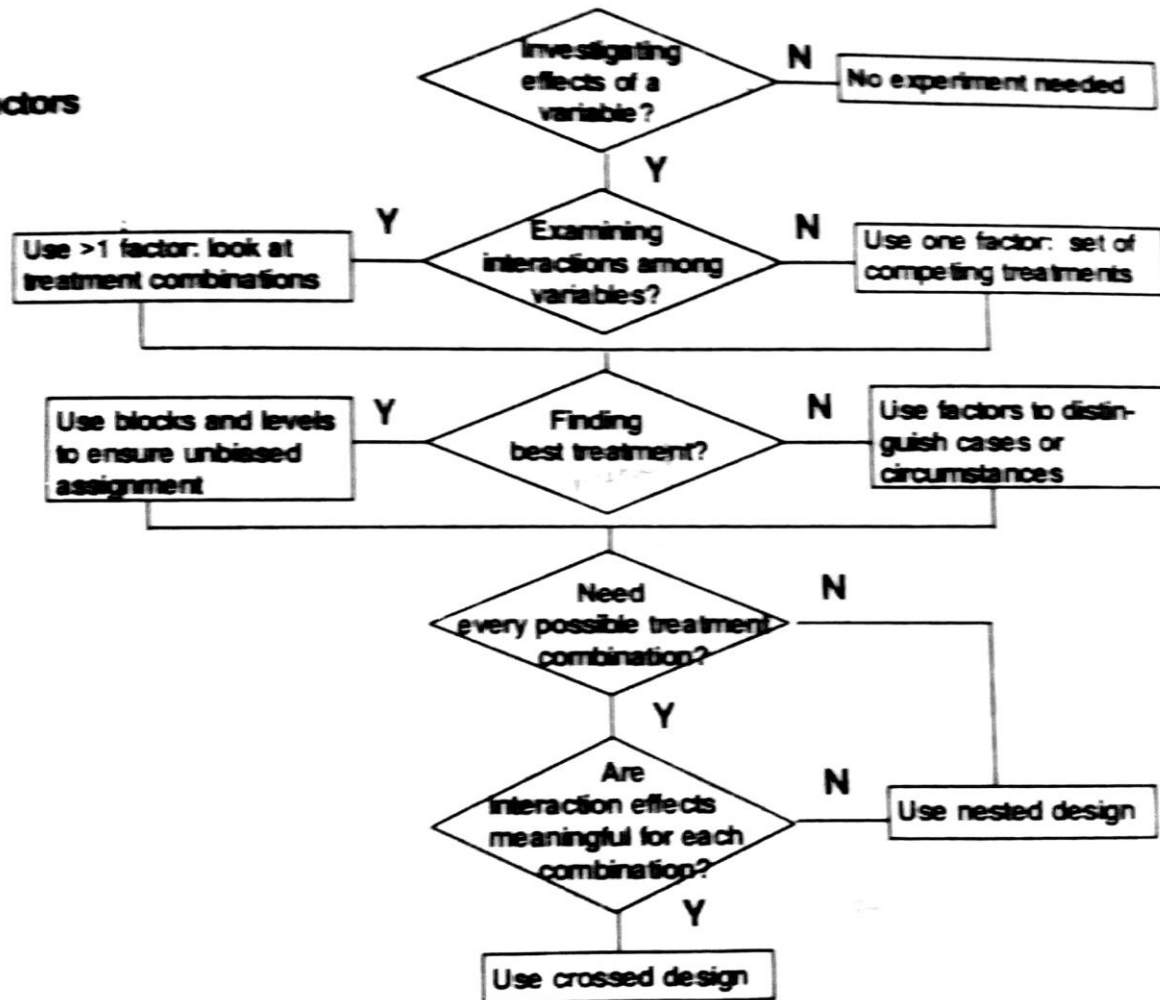 Investigating
effects of a
variable?
N
No experiment needed
ctors
Y
Examining
interactions among
variables?
Y
Use >1 factor: look at
treatment combinations
N
Use one factor: set of
competing treatments
Finding
best treatment?
Y
Use blocks and levels
to ensure unbiased
assignment
N
Use factors to distin-
guish cases or
circumstances
Need
every possible treatment
combination?
N
Y
Are
interaction effects
meaningful for each
combination?
N
Use nested design
Y
Use crossed design